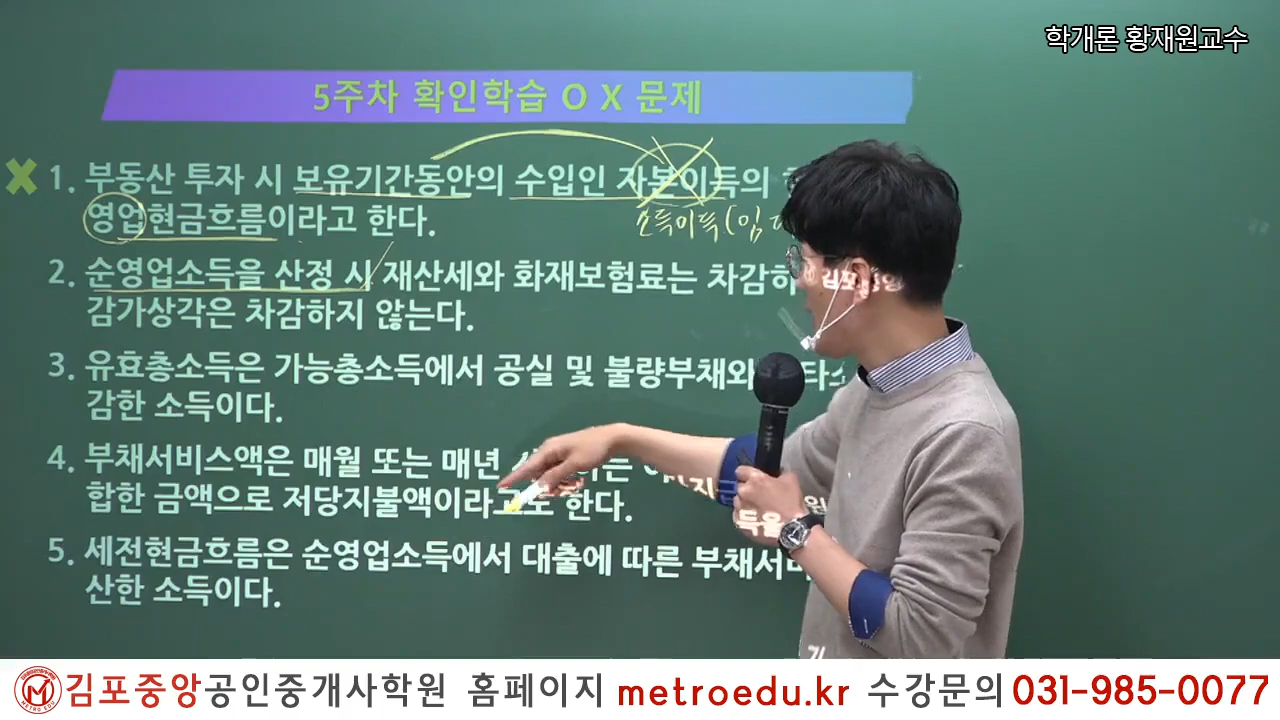 학개론 황재원교수
5주차 확인학습 O X 문제
X 1. 부동산 투자 시 보유기간동안의 수입인 자본이득의
영업현금흐름이라고 한다.
소득이득(임
2. 순영업소득을 산정 시 재산세와 화재보험료는 차감하
감가상각은 차감하지 않는다.
3. 유효총소득은 가능총소득에서 공실 및 불량부채와
감한 소득이다.
4. 부채서비스액은 매월 또는 매년
합한 금액으로 저당지불액이라고도 한다.
5. 세전현금흐름은 순영업소득에서 대출에 따른 부채서비
산한 소득이다.
김포중앙공인중개사학원 홈페이지 metroedu.kr 수강문의 031-985-0077